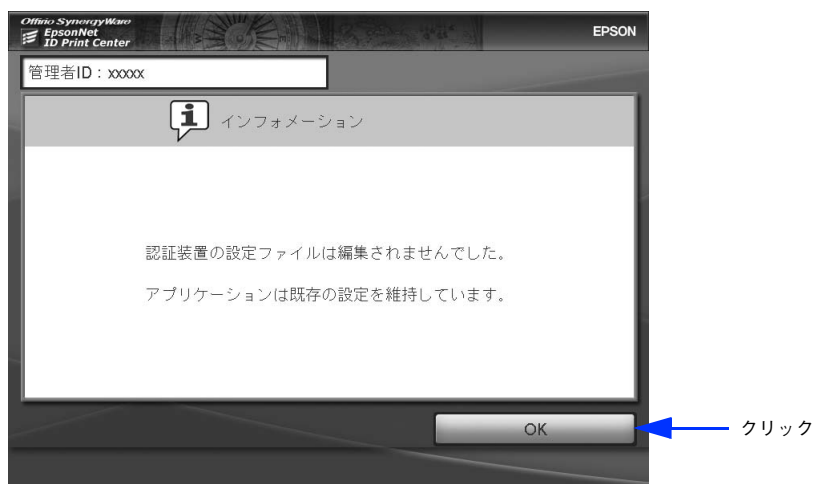 Offirio SynergyWare
EpsonNet
ID Print Center
EPSON
管理者ID：xxxxx
インフォメーション
認証装置の設定ファイルは編集されませんでした。
アプリケーションは既存の設定を維持しています。
OK
クリック